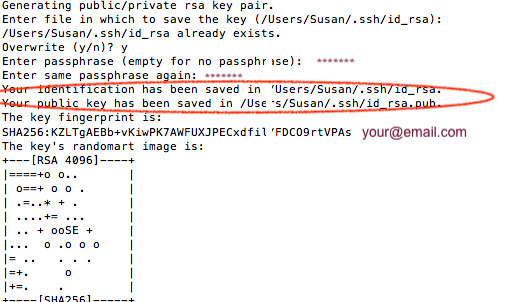 Generating public/private rsa key pair.
Enter file in which to save the key (/Users/Susan/.ssh/id_rsa):
/Users/Susan/.ssh/id_rsa already exists.
Overwrite (y/n)? y
Enter passphrase (empty for no passphrase): *******
Enter same passphrase again: *******
Your identification has been saved in /Users/Susan/.ssh/id_rsa.
Your public key has been saved in /Users/Susan/.ssh/id_rsa.pub.
The key fingerprint is:
SHA256:KZLTgAEBb+vKiwPK7AWFUXJPECxdfil/FDCO9rtVPAs your@email.com
The key's randomart image is:
+---[RSA 4096]----+
|====+o o..       |
| o==+ o o .      |
| .=..* + .       |
| ....+= ...      |
| .. + ooSE +     |
|...  o .o o o    |
|= ..   . . .     |
|=+.     o        |
|+=.     .        |
+----[SHA256]-----+